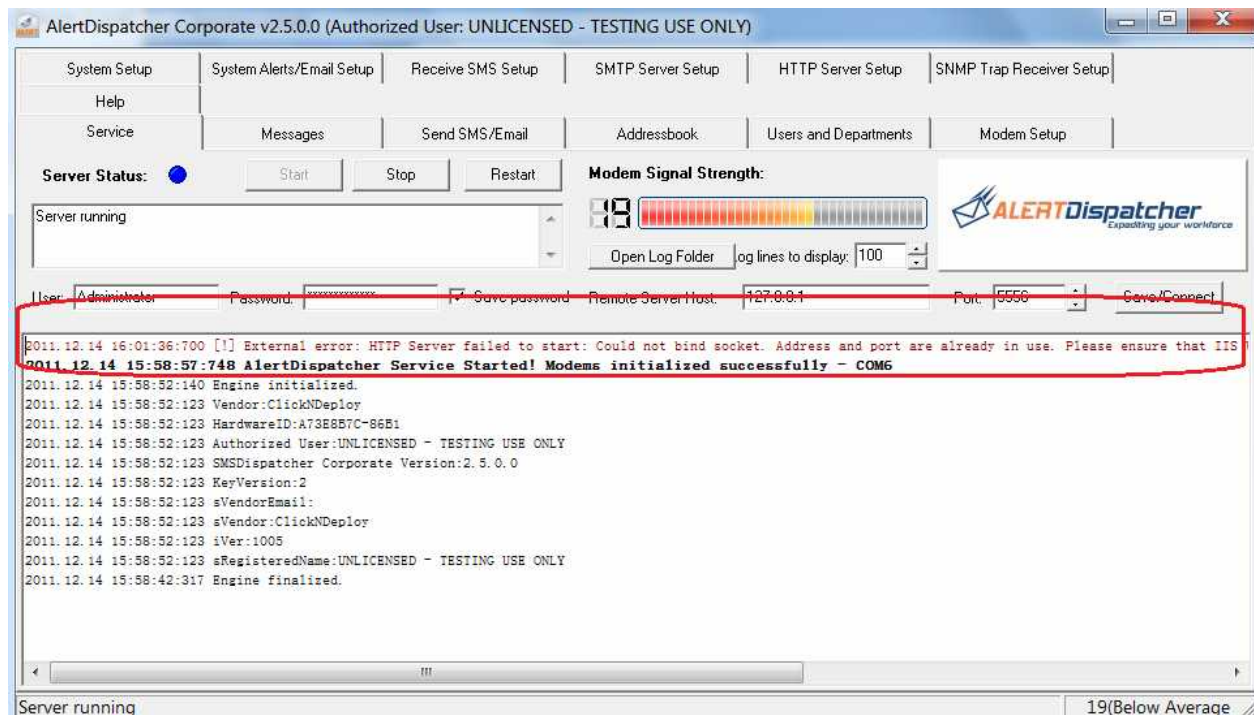 AlertDispatcher Corporate v2.5.0.0 (Authorized User: UNLICENSED - TESTING USE ONLY)
System Setup System Alerts/Email Setup Receive SMS Setup SMTP Server Setup HTTP Server Setup SNMP Trap Receiver Setup
Help
Service Messages Send SMS/Email Addressbook Users and Departments Modem Setup
Server Status: Start Stop Restart Modem Signal Strength:
Server running
19
ALERTDispatcher
Expediting your workforce
Open Log Folder og lines to display: 100
User: Administrator Password: ************ Save password Remote Server Host: 127.0.0.1 Port: 5556 Save/Connect
2011.12.14 16:01:36:700 [!] External error: HTTP Server failed to start: Could not bind socket. Address and port are already in use. Please ensure that IIS
2011.12.14 15:58:57:748 AlertDispatcher Service Started! Modems initialized successfully - COM6
2011.12.14 15:58:52:140 Engine initialized.
2011.12.14 15:58:52:123 Vendor:ClickNDeploy
2011.12.14 15:58:52:123 HardwareID:A73E8B7C-86B1
2011.12.14 15:58:52:123 Authorized User:UNLICENSED - TESTING USE ONLY
2011.12.14 15:58:52:123 SMSDispatcher Corporate Version:2.5.0.0
2011.12.14 15:58:52:123 KeyVersion:2
2011.12.14 15:58:52:123 sVendorEmail:
2011.12.14 15:58:52:123 sVendor:ClickNDeploy
2011.12.14 15:58:52:123 iVer:1005
2011.12.14 15:58:52:123 sRegisteredName:UNLICENSED - TESTING USE ONLY
2011.12.14 15:58:42:317 Engine finalized.
Server running 19(Below Average